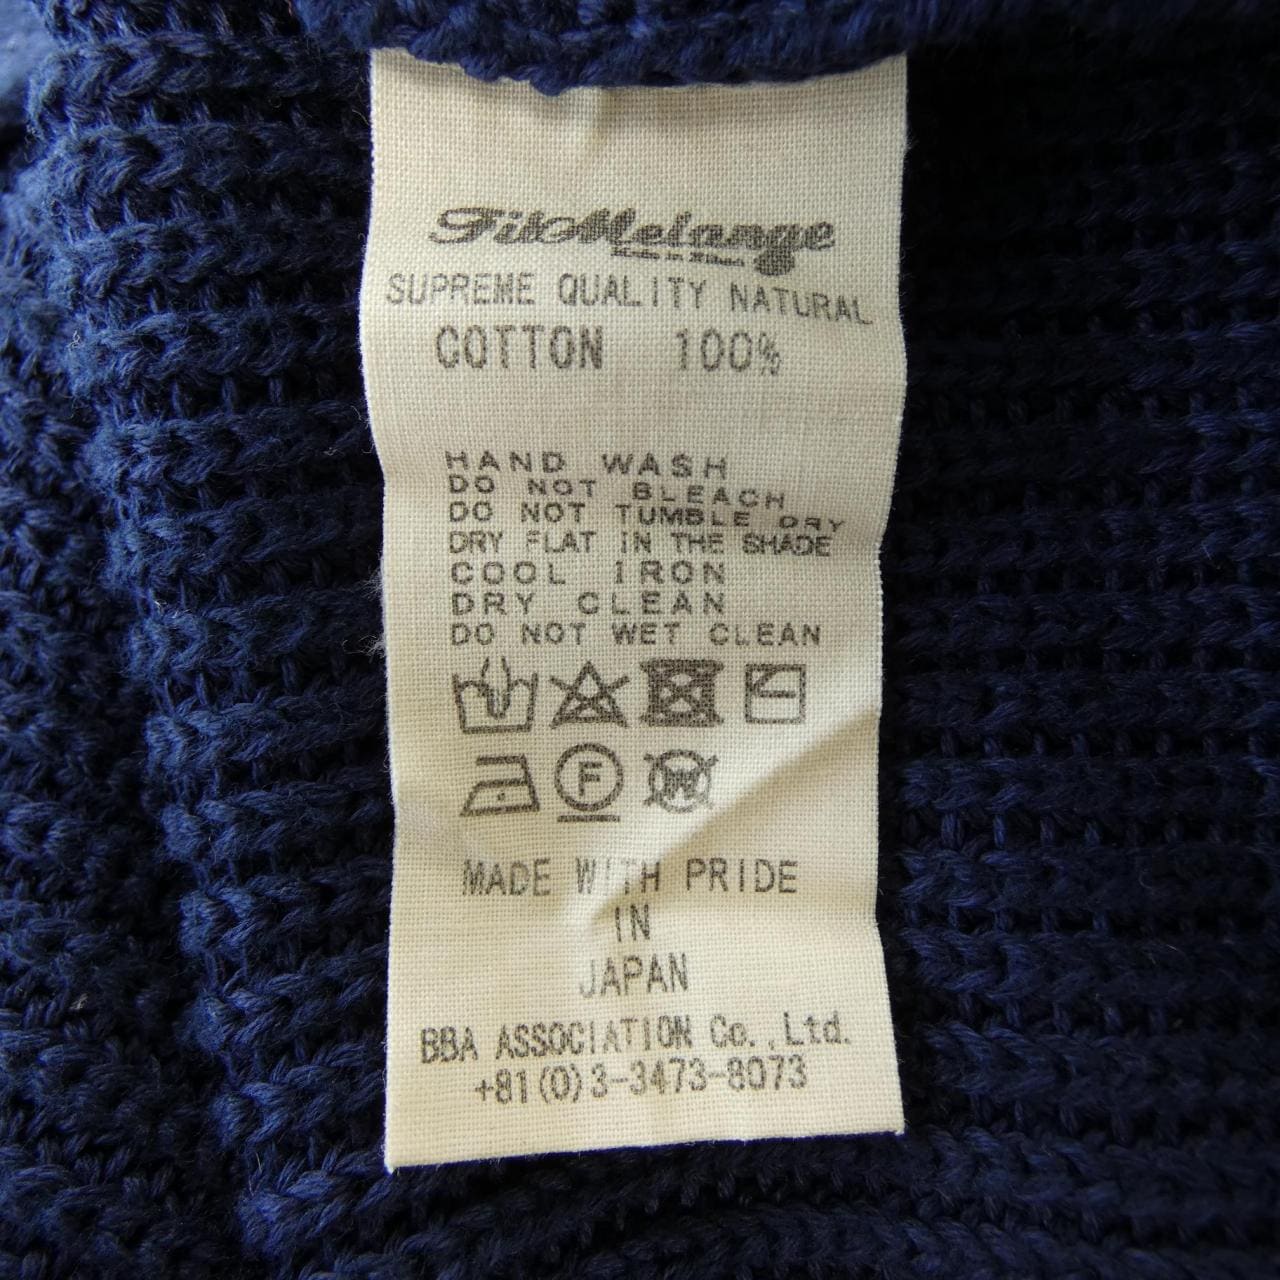 FilMelange
SUPREME QUALITY NATURAL
COTTON 100%
HAND WASH
DO NOT BLEACH
DO NOT TUMBLE DRY
DRY FLAT IN THE SHADE
COOL IRON
DRY CLEAN
DO NOT WET CLEAN
F W
MADE WITH PRIDE
IN
JAPAN
BBA ASSOCIATION Co.,Ltd.
+81(0)3-3473-8073